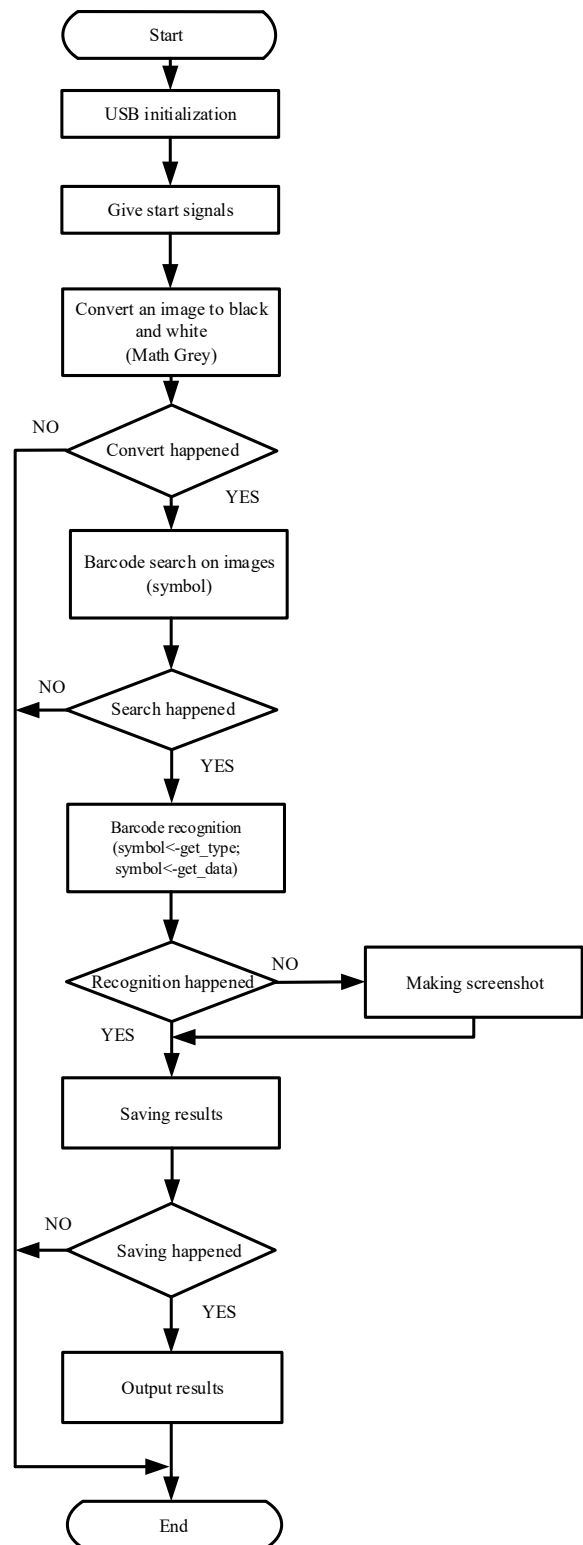 Start
USB initialization
Give start signals
Convert an image to black
and white
(Math Grey)
NO
Convert happened
YES
Barcode search on images
(symbol)
NO
Search happened
YES
Barcode recognition
(symbol<-get_type;
symbol<-get_data)
Recognition happened
NO
Making screenshot
YES
Saving results
NO
Saving happened
YES
Output results
End